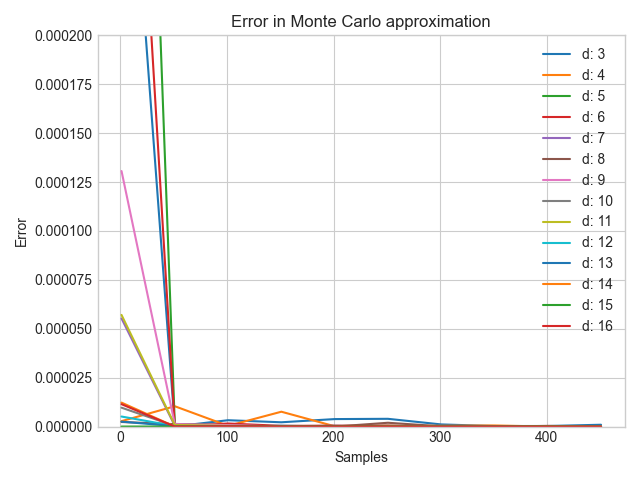 Error in Monte Carlo approximation
0.000200
0.000175
0.000150
0.000125
0.000100
0.000075
0.000050
0.000025
0.000000
Error
0
100
200
300
400
Samples
d: 3
d: 4
d: 5
d: 6
d: 7
d: 8
d: 9
d: 10
d: 11
d: 12
d: 13
d: 14
d: 15
d: 16